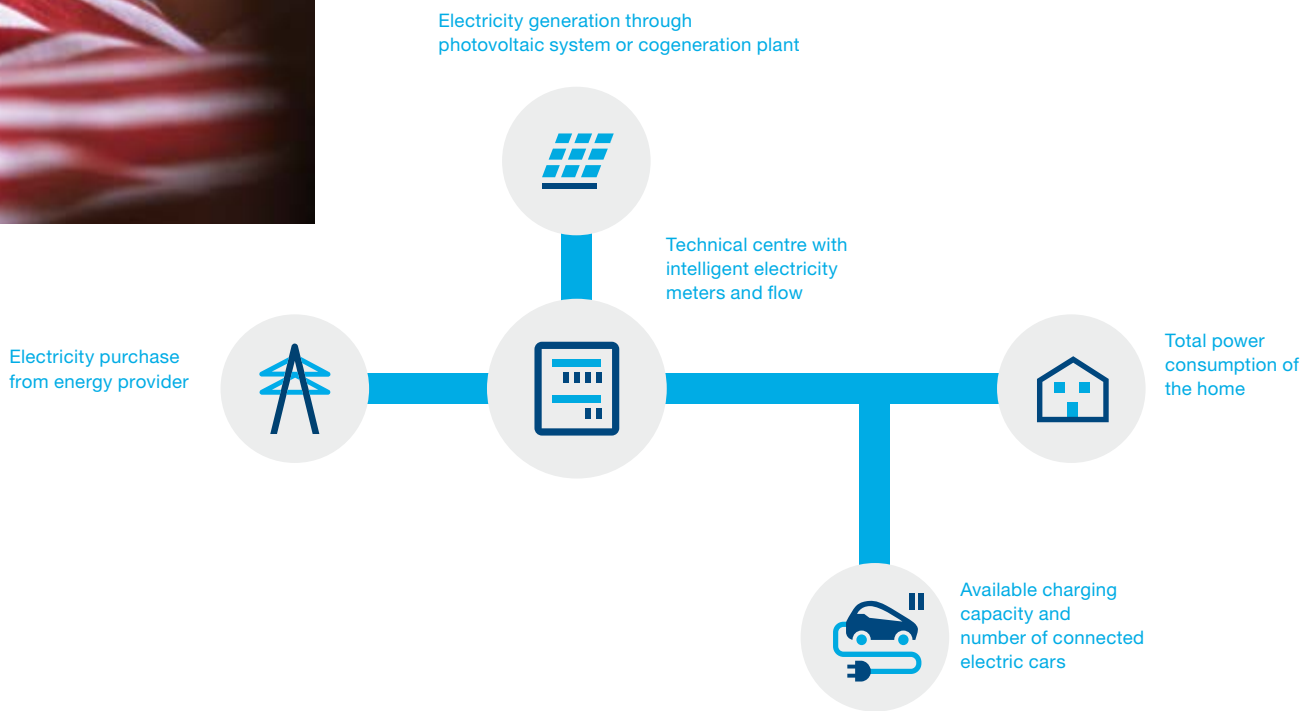 Electricity generation through
photovoltaic system or cogeneration plant
Technical centre with
intelligent electricity
meters and flow
Electricity purchase
from energy provider
Total power
consumption of
the home
Available charging
capacity and
number of connected
electric cars